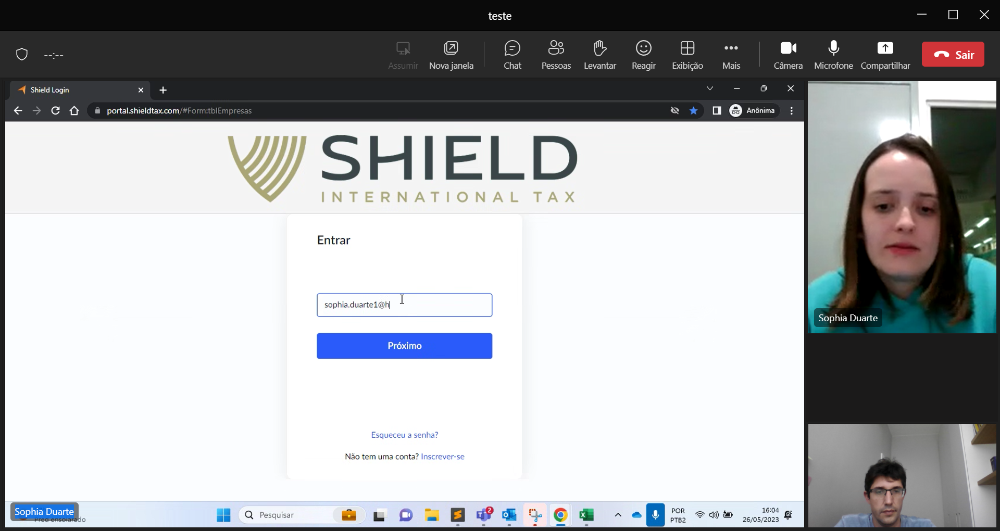 teste
--:--
Assumir
Nova janela
Chat
Pessoas
Levantar
Reagir
Exibição
Mais
Câmera
Microfone
Compartilhar
Sair
Shield Login
portal.shieldtax.com/#Form:tblEmpresas
Anônima
SHIELD
INTERNATIONAL TAX
Entrar
sophia.duarte1@h
Próximo
Esqueceu a senha?
Não tem uma conta? Inscrever-se
Sophia Duarte
Sophia Duarte
Pred ensolarado
Pesquisar
2
POR
PTB2
16:04
26/05/2023